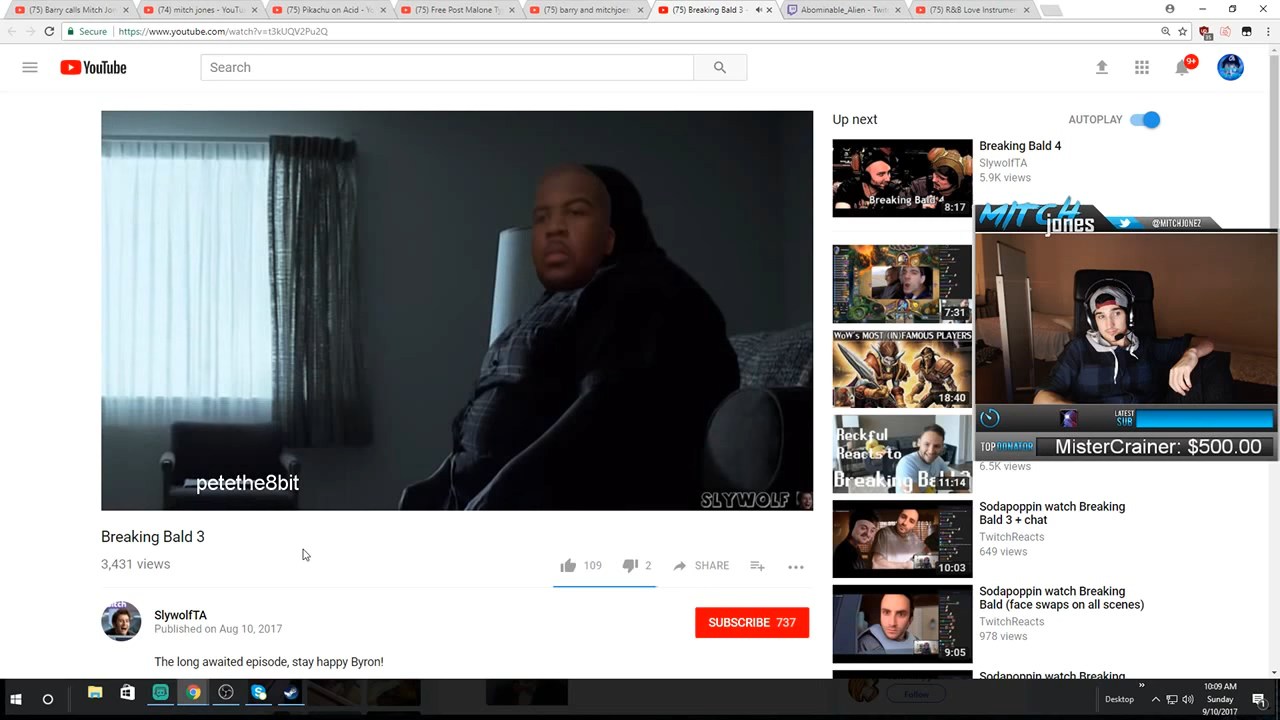 (75) Barry calls Mitch Jo
(74) mitch jones - YouTu
(75) Pikachu on Acid - Yo
(75) Free Post Malone Ty
(75) barry and mitchjoe
(75) Breaking Bald 3 -
Abominable_Alien - Twit
(75) R&B Love Instrumen
Secure
https://www.youtube.com/watch?v=t3kUQV2Pu2Q
YouTube
Search
9+
Up next
AUTOPLAY
Breaking Bald 4
SlywolfTA
5.9K views
Breaking Bald
8:17
MITCH
jones
@MITCHJONEZ
7:31
WoW's MOST (IN)FAMOUS PLAYERS
18:40
LATEST
SUB
TOP DONATOR
MisterCrainer: $500.00
Reckful
Reacts to
Breaking Bald
11:14
6.5K views
petethe8bit
SLYWOLF
Breaking Bald 3
3,431 views
109
2
SHARE
Sodapoppin watch Breaking
Bald 3 + chat
TwitchReacts
649 views
10:03
SlywolfTA
Published on Aug 10, 2017
SUBSCRIBE 737
The long awaited episode, stay happy Byron!
Sodapoppin watch Breaking
Bald (face swaps on all scenes)
TwitchReacts
978 views
9:05
Follow
Desktop
10:09 AM
Sunday
9/10/2017